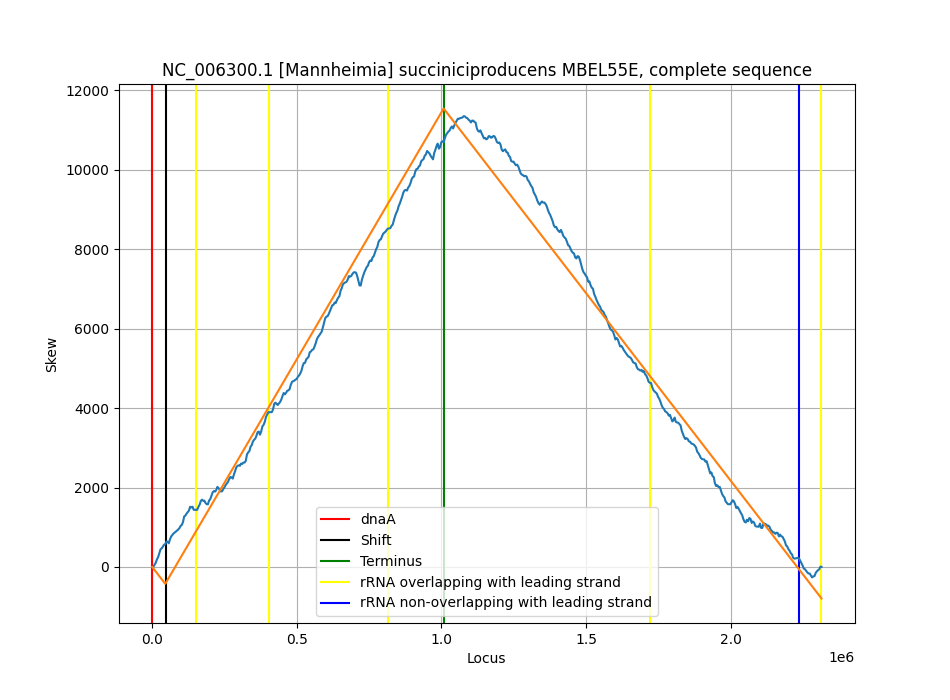 NC_006300.1 [Mannheimia] succiniciproducens MBEL55E, complete sequence
12000
10000
8000
6000
4000
2000
0
Skew
dnaA
Shift
Terminus
rRNA overlapping with leading strand
rRNA non-overlapping with leading strand
0.0
0.5
1.0
1.5
2.0
1e6
Locus